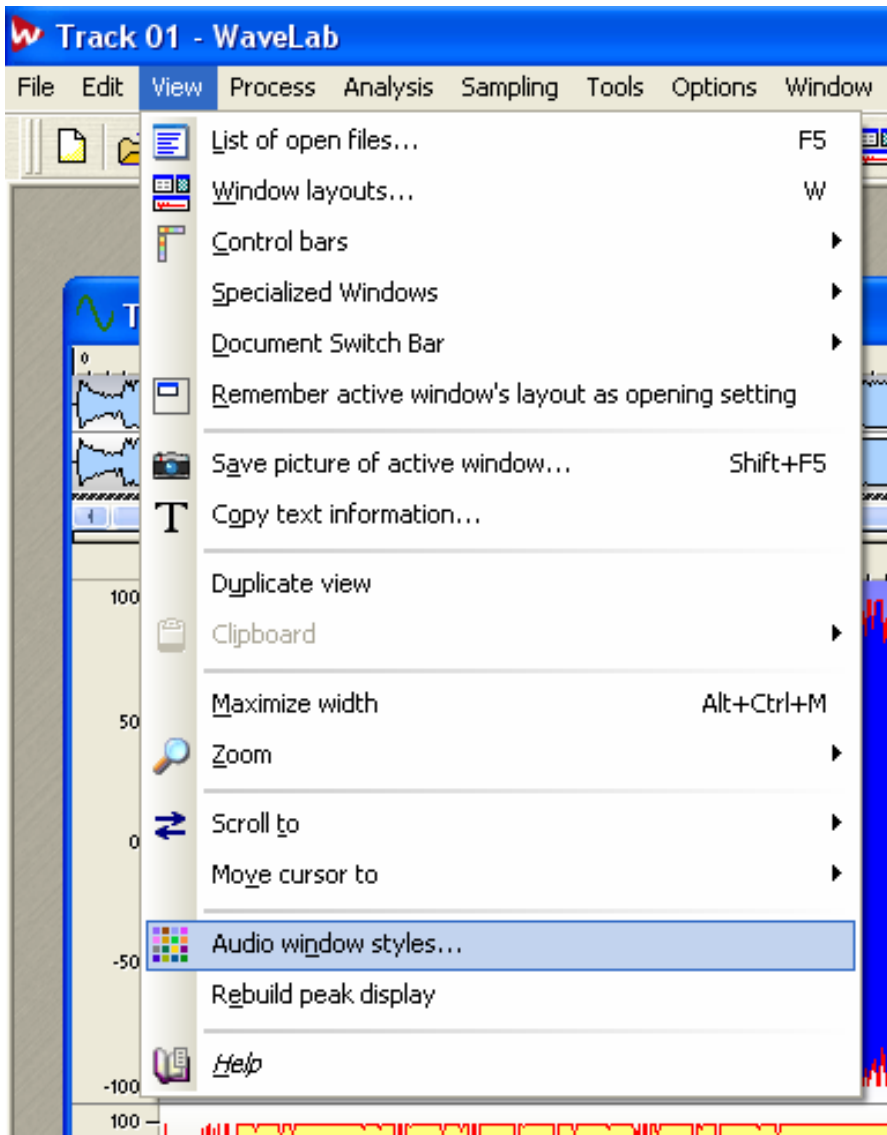 Track 01 - WaveLab
File Edit View Process Analysis Sampling Tools Options Window
List of open files... F5
Window layouts... W
Control bars
Specialized Windows
Document Switch Bar
Remember active window's layout as opening setting
Save picture of active window... Shift+F5
Copy text information...
Duplicate view
Clipboard
Maximize width Alt+Ctrl+M
Zoom
Scroll to
Move cursor to
Audio window styles...
Rebuild peak display
Help
T
0
100
50
0
-50
-100
100